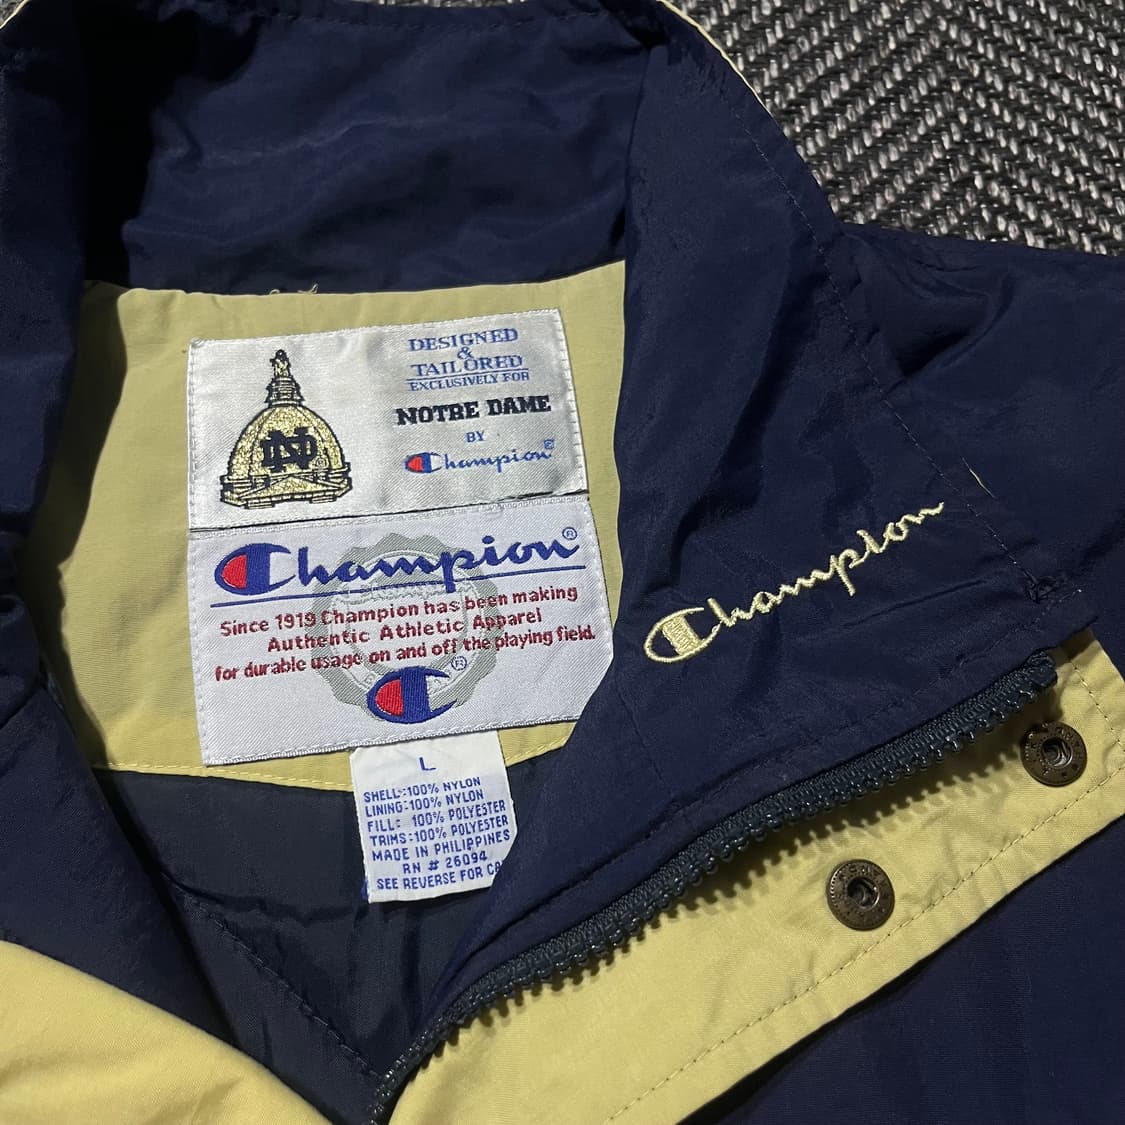 DESIGNED
&
TAILORED
EXCLUSIVELY FOR
NOTRE DAME
BY
Champion®
ND
Champion®
Since 1919 Champion has been making
Authentic Athletic Apparel
for durable usage on and off the playing field.
®
L
SHELL:100% NYLON
LINING:100% NYLON
FILL: 100% POLYESTER
TRIMS:100% POLYESTER
MADE IN PHILIPPINES
RN # 26094
SEE REVERSE FOR CA
Champion